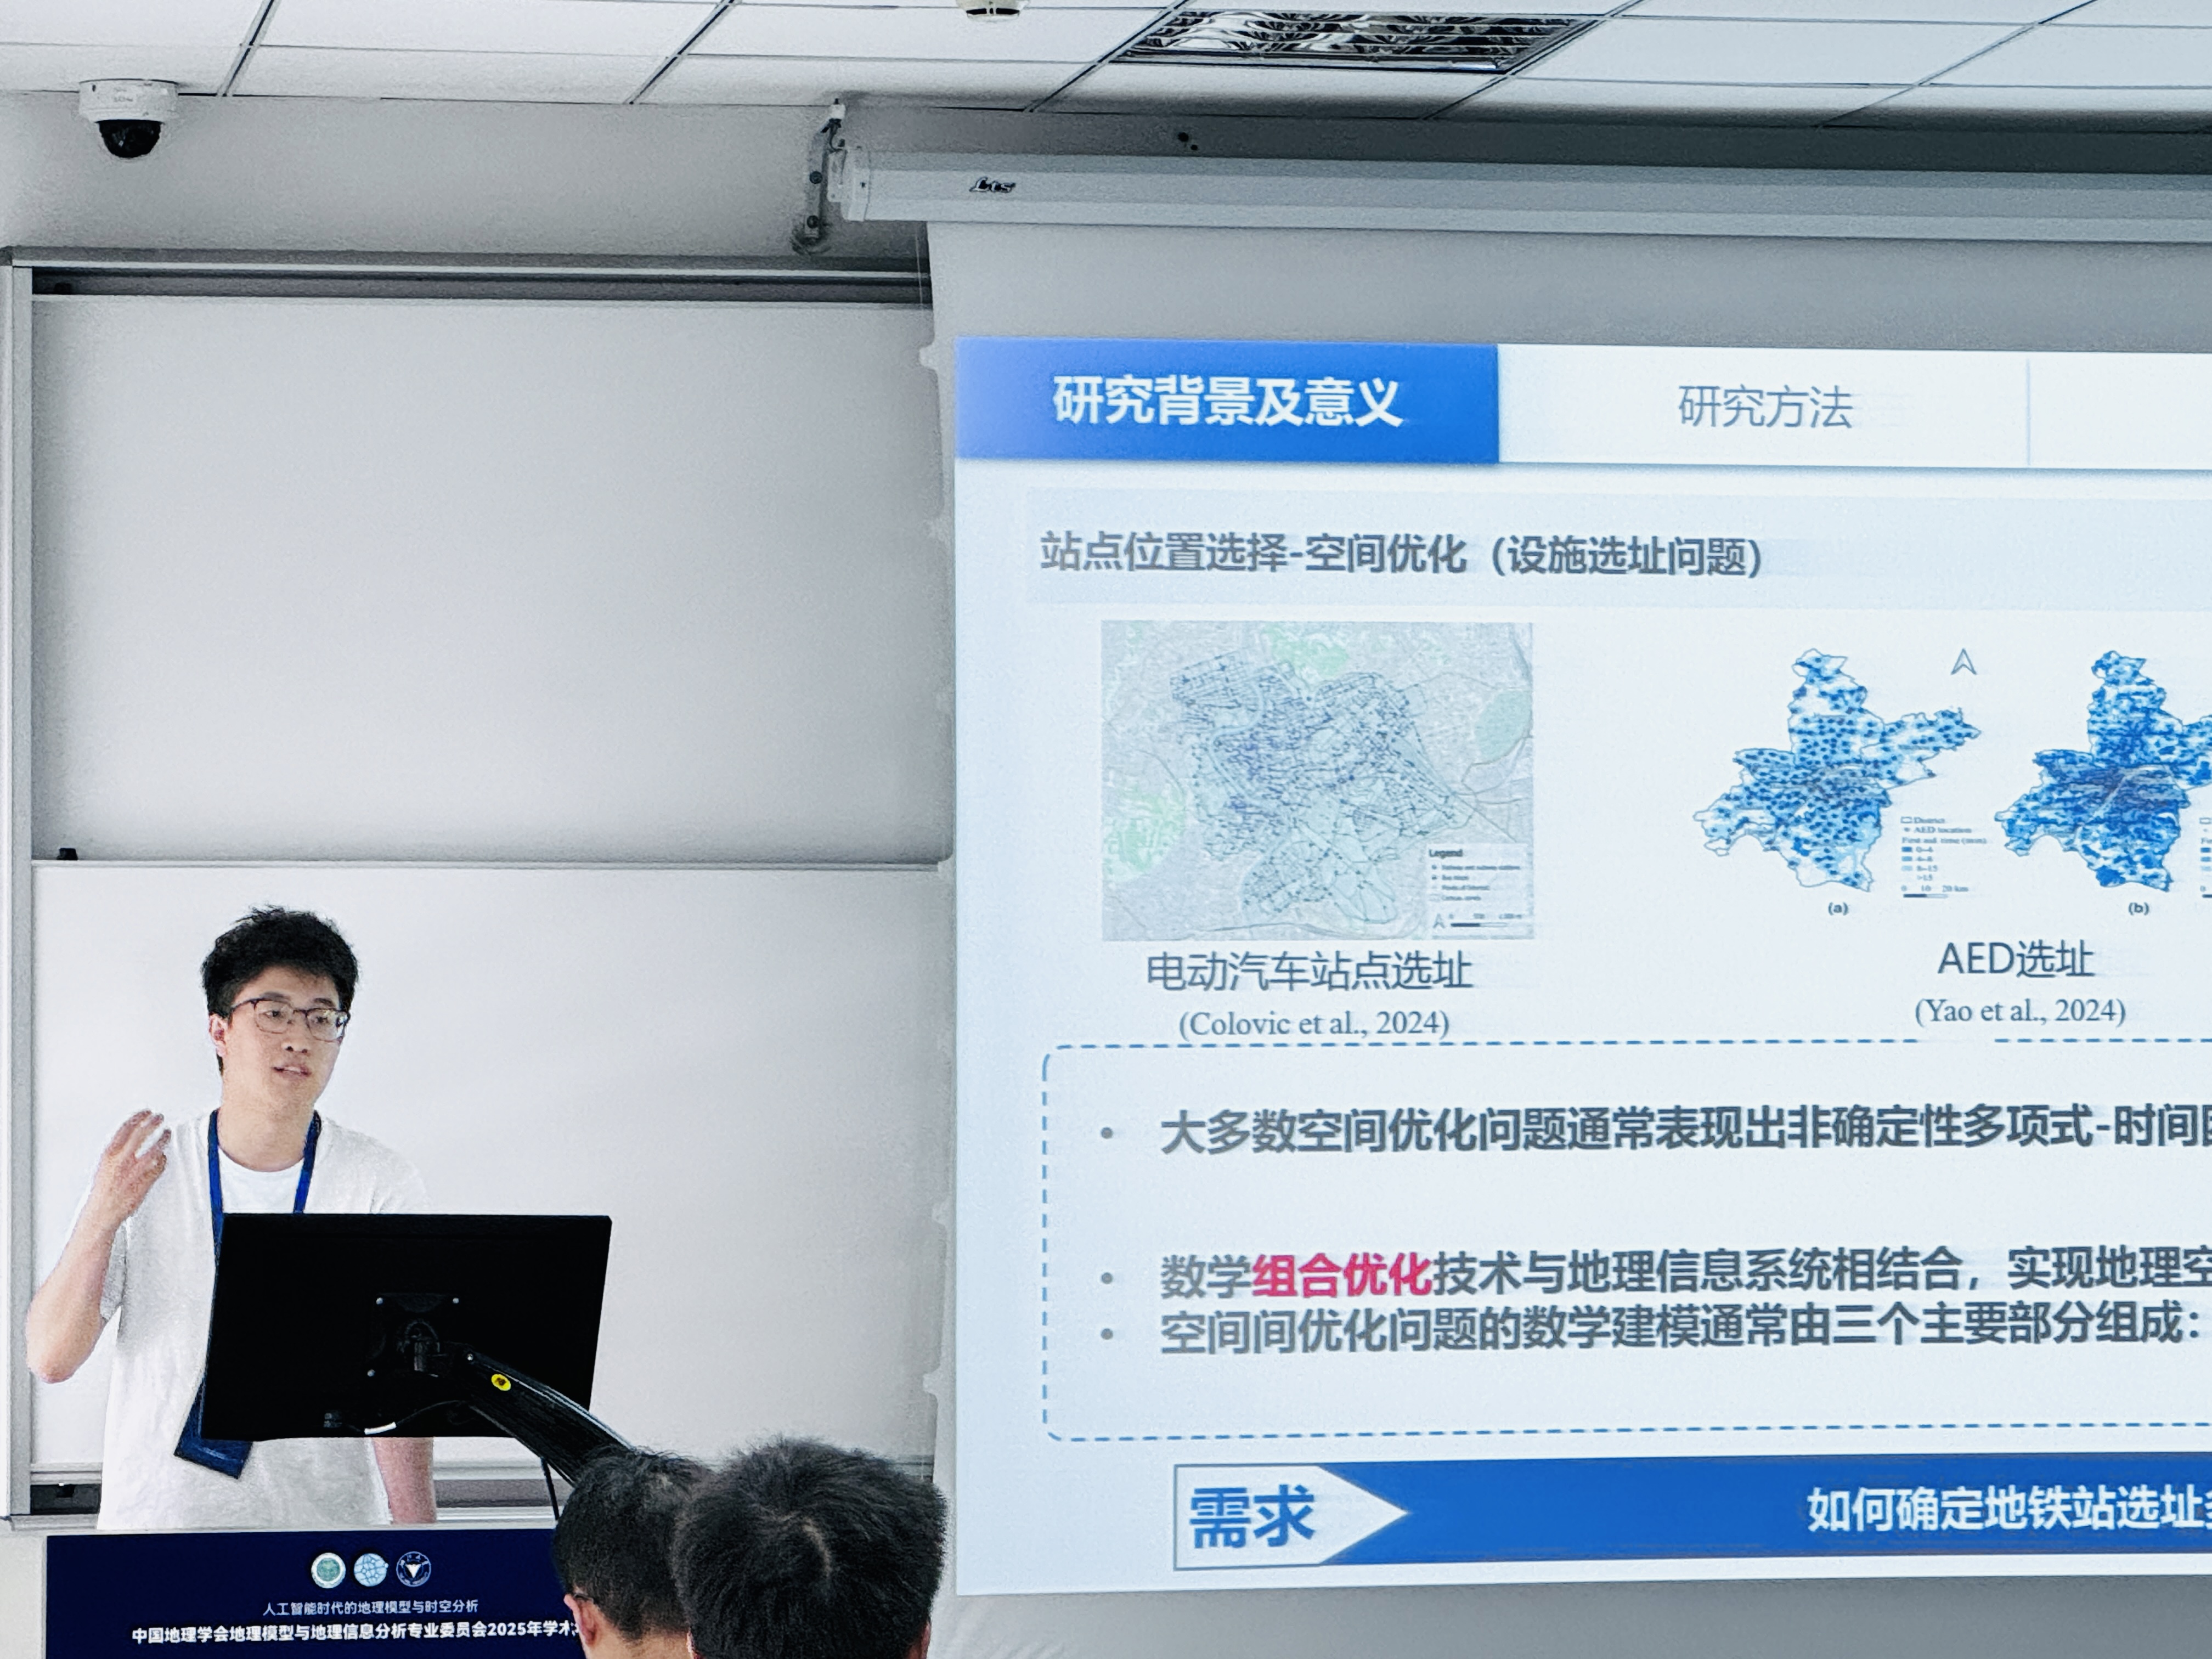 Lts
研究背景及意义
研究方法
站点位置选择-空间优化（设施选址问题）
Legend
District
AED location
0 10 20 km
(a)
(b)
电动汽车站点选址
(Colovic et al., 2024)
AED选址
(Yao et al., 2024)
• 大多数空间优化问题通常表现出非确定性多项式-时间
• 数学组合优化技术与地理信息系统相结合，实现地理空
• 空间间优化问题的数学建模通常由三个主要部分组成：
需求
如何确定地铁站选址
人工智能时代的地理模型与时空分析
中国地理学会地理模型与地理信息分析专业委员会2025年学术